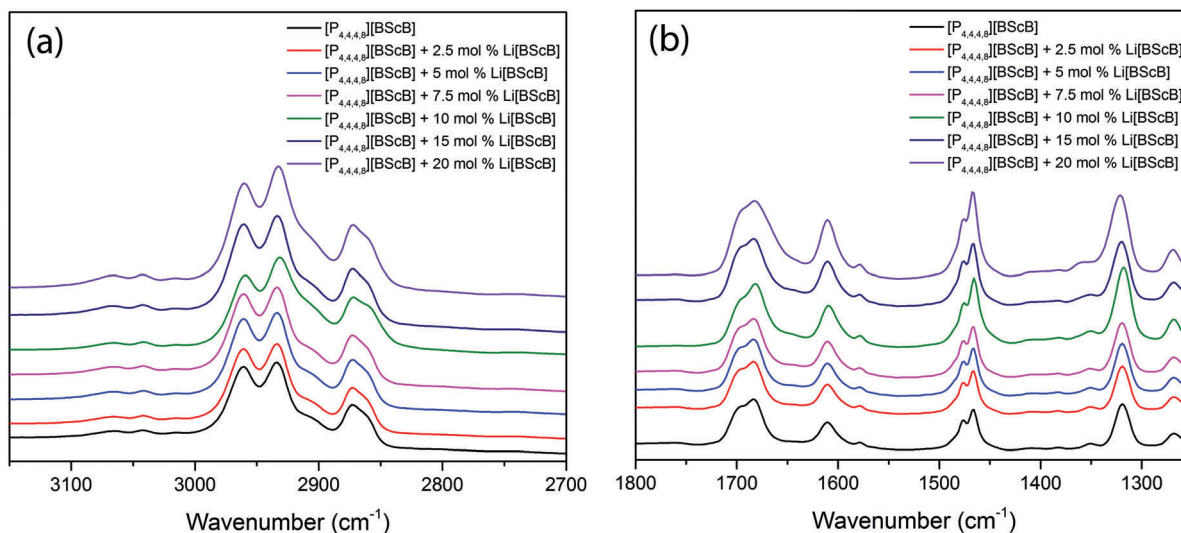 (a)
[P4,4,4,8][BScB]
[P4,4,4,8][BScB] + 2.5 mol % Li[BScB]
[P4,4,4,8][BScB] + 5 mol % Li[BScB]
[P4,4,4,8][BScB] + 7.5 mol % Li[BScB]
[P4,4,4,8][BScB] + 10 mol % Li[BScB]
[P4,4,4,8][BScB] + 15 mol % Li[BScB]
[P4,4,4,8][BScB] + 20 mol % Li[BScB]
3100 3000 2900 2800 2700
Wavenumber (cm-1)
(b)
[P4,4,4,8][BScB]
[P4,4,4,8][BScB] + 2.5 mol % Li[BScB]
[P4,4,4,8][BScB] + 5 mol % Li[BScB]
[P4,4,4,8][BScB] + 7.5 mol % Li[BScB]
[P4,4,4,8][BScB] + 10 mol % Li[BScB]
[P4,4,4,8][BScB] + 15 mol % Li[BScB]
[P4,4,4,8][BScB] + 20 mol % Li[BScB]
1800 1700 1600 1500 1400 1300
Wavenumber (cm-1)